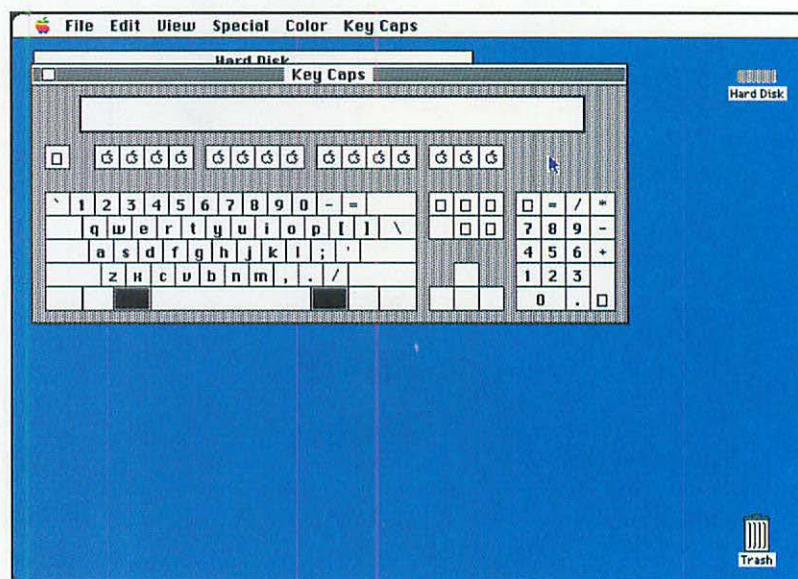 File Edit View Special Color Key Caps
Hard Disk
Key Caps
Hard Disk
` 1 2 3 4 5 6 7 8 9 0 - = = / *
q w e r t y u i o p [ ] \ 7 8 9 -
a s d f g h j k l ; ' 4 5 6 +
z x c v b n m , . / 1 2 3
0 .
Trash